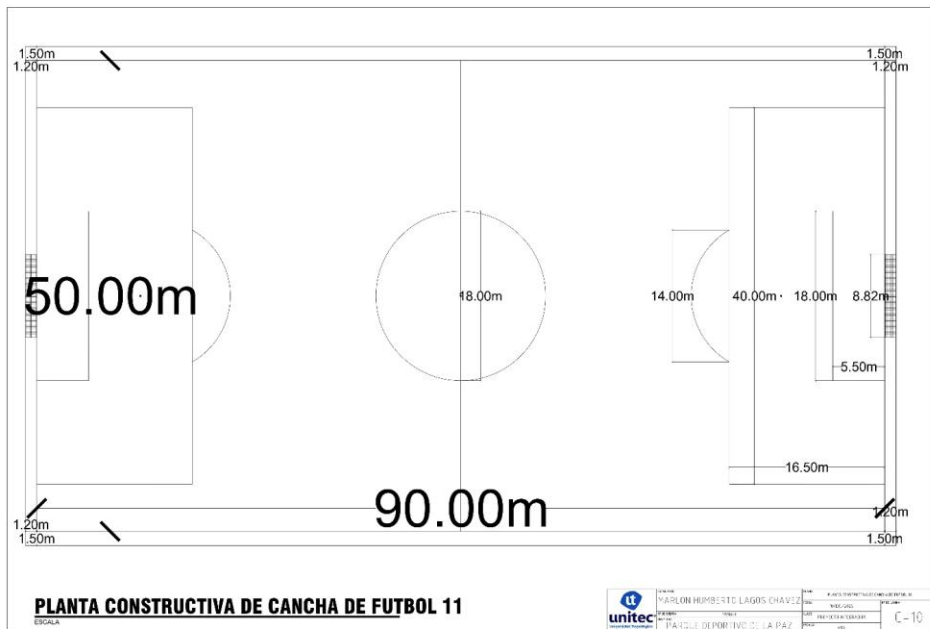 1.50m
1.50m
1.20m
1.20m
50.00m
18.00m
14.00m
40.00m
18.00m
8.82m
5.50m
16.50m
90.00m
1.20m
1.20m
1.50m
1.50m
PLANTA CONSTRUCTIVA DE CANCHA DE FUTBOL 11
ESCALA
unitec
MARLON HUMBERTO LAGOS CHAVEZ
PARQUE DEPORTIVO DE LA PAZ
C-10